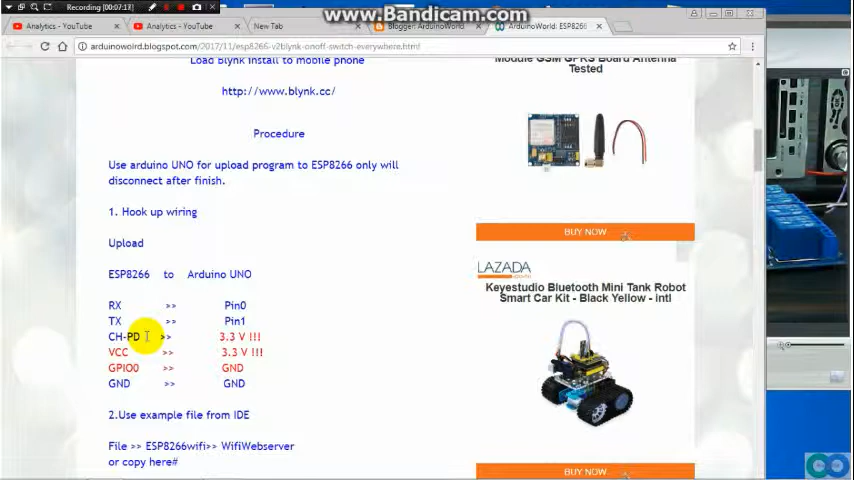 www.Bandicam.com
Recording [00:07:17]
Analytics - YouTube
Analytics - YouTube
New Tab
Blogger: ArduinoWorld
ArduinoWorld: ESP826
arduinowolrd.blogspot.com/2017/11/esp8266-v2blynk-onoff-switch-everywhere.html
Load blynk install to mobile phone
http://www.blynk.cc/
Procedure
Use arduino UNO for upload program to ESP8266 only will
disconnect after finish.
1. Hook up wiring
Upload
ESP8266 to Arduino UNO
RX >> Pin0
TX >> Pin1
CH-PD >> 3.3 V !!!
VCC >> 3.3 V !!!
GPIO0 >> GND
GND >> GND
2.Use example file from IDE
File >> ESP8266wifi>> WifiWebserver
or copy here#
Module GSM GPRS Board Antenna
Tested
BUY NOW
LAZADA
Keyestudio Bluetooth Mini Tank Robot
Smart Car Kit - Black Yellow - intl
BUY NOW